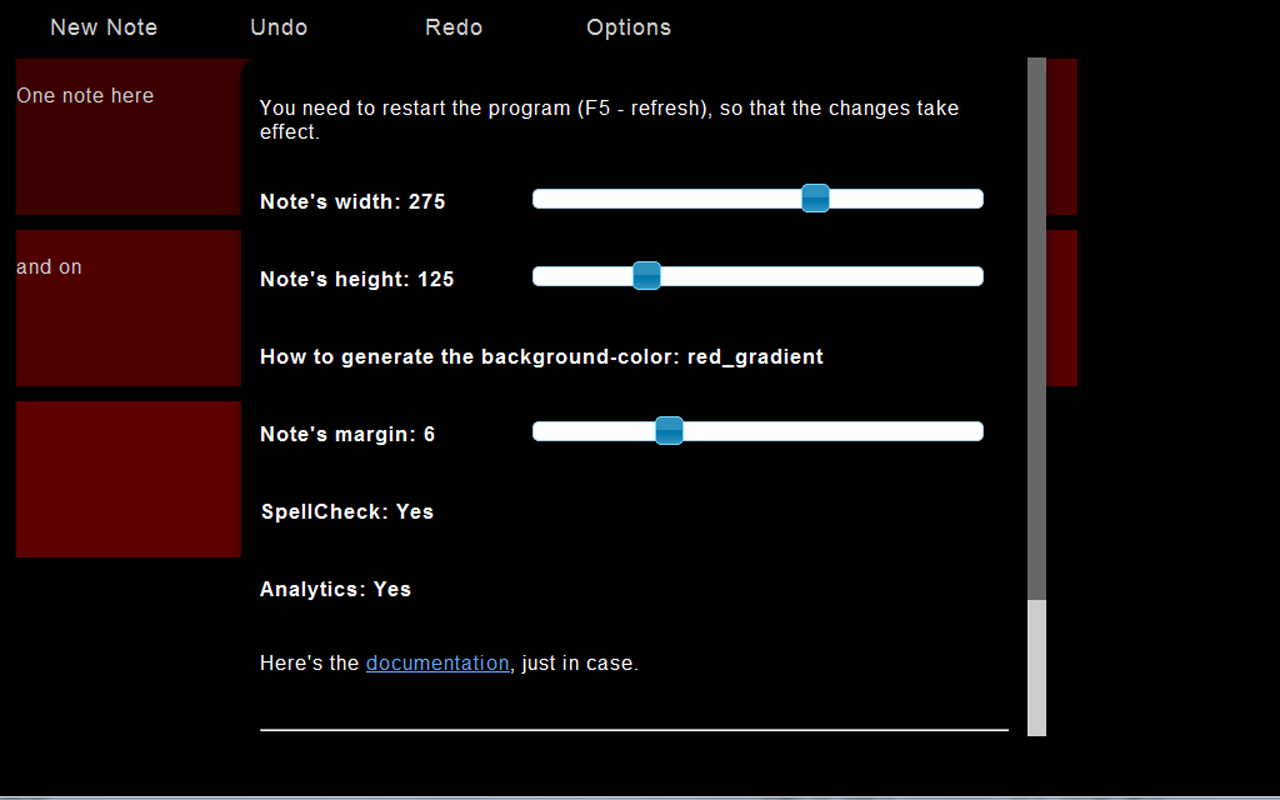 New Note Undo Redo Options
One note here
You need to restart the program (F5 - refresh), so that the changes take
effect.
Note's width: 275
and on
Note's height: 125
How to generate the background-color: red_gradient
Note's margin: 6
SpellCheck: Yes
Analytics: Yes
Here's the documentation, just in case.